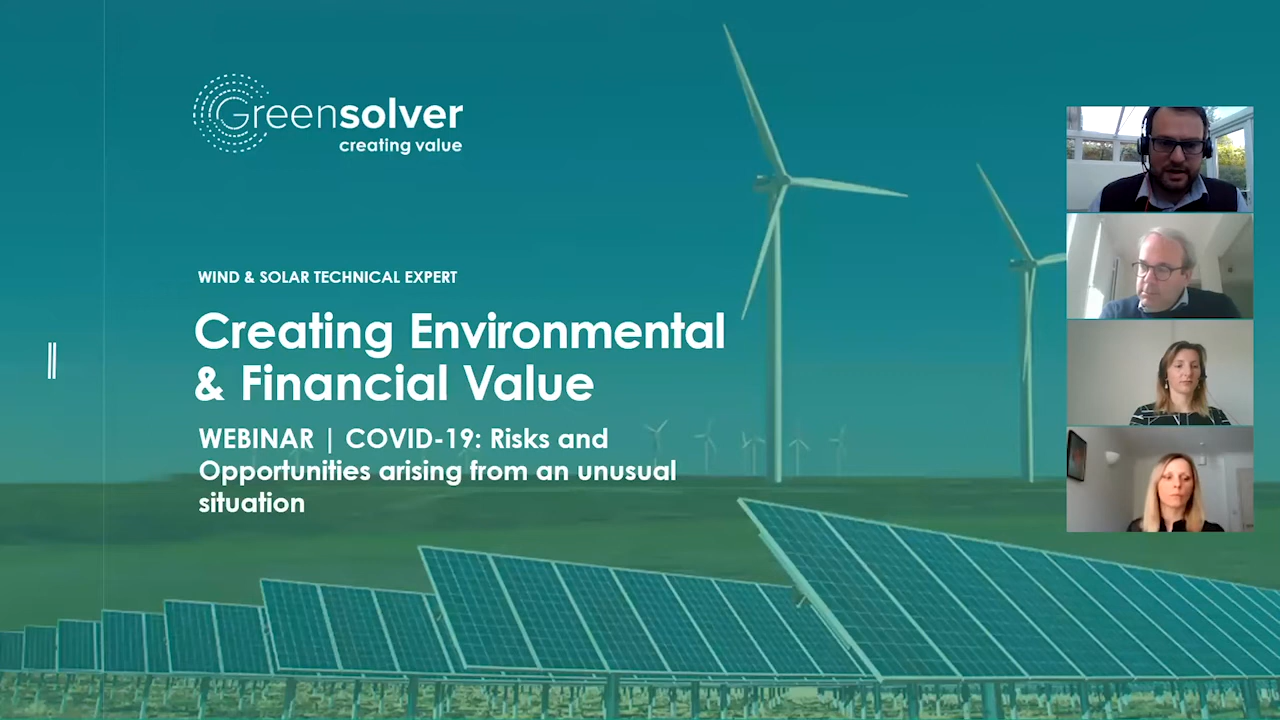 Greensolver
creating value
WIND & SOLAR TECHNICAL EXPERT
Creating Environmental
& Financial Value
WEBINAR | COVID-19: Risks and
Opportunities arising from an unusual
situation